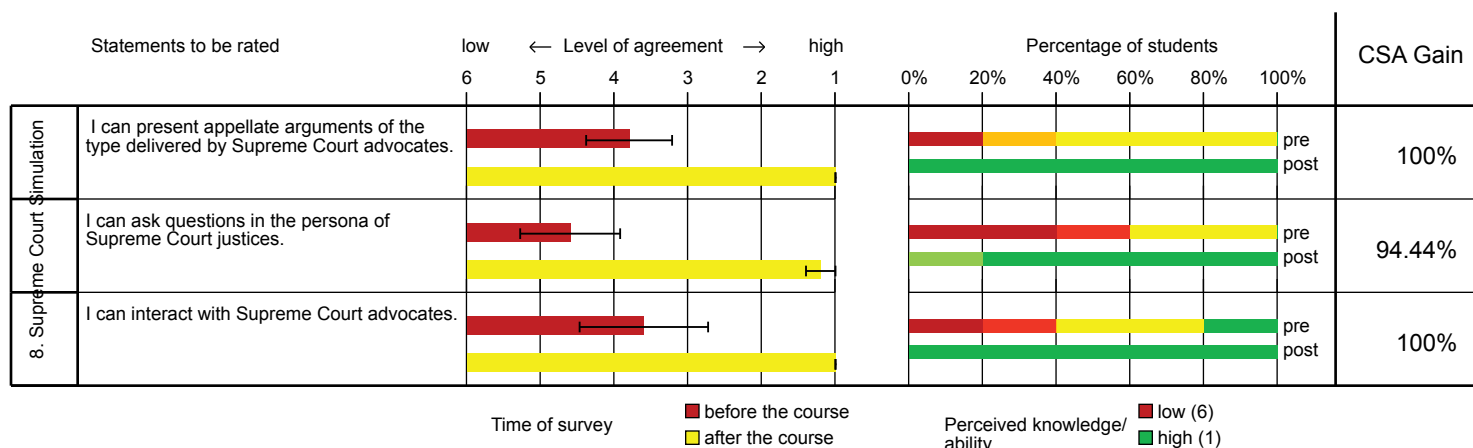 Statements to be rated
low ← Level of agreement → high
Percentage of students
CSA Gain
6 5 4 3 2 1
0% 20% 40% 60% 80% 100%
8. Supreme Court Simulation
I can present appellate arguments of the
type delivered by Supreme Court advocates.
pre
post
100%
I can ask questions in the persona of
Supreme Court justices.
pre
post
94.44%
I can interact with Supreme Court advocates.
pre
post
100%
Time of survey
before the course
after the course
Perceived knowledge/
ability
low (6)
high (1)